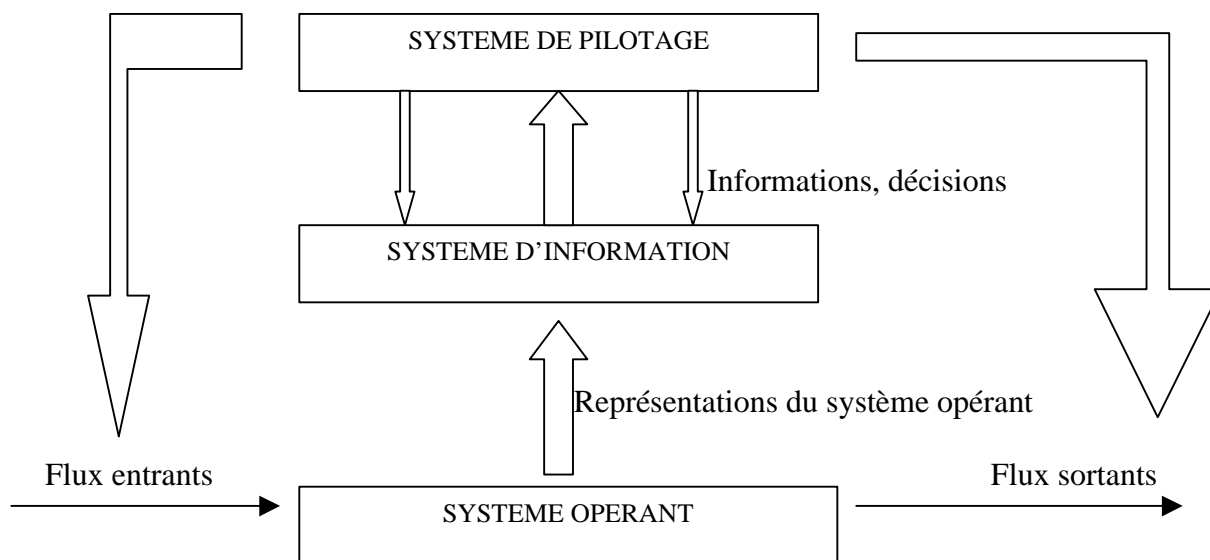 SYSTEME DE PILOTAGE
Informations, décisions
SYSTEME D’INFORMATION
Représentations du système opérant
Flux entrants
Flux sortants
SYSTEME OPERANT